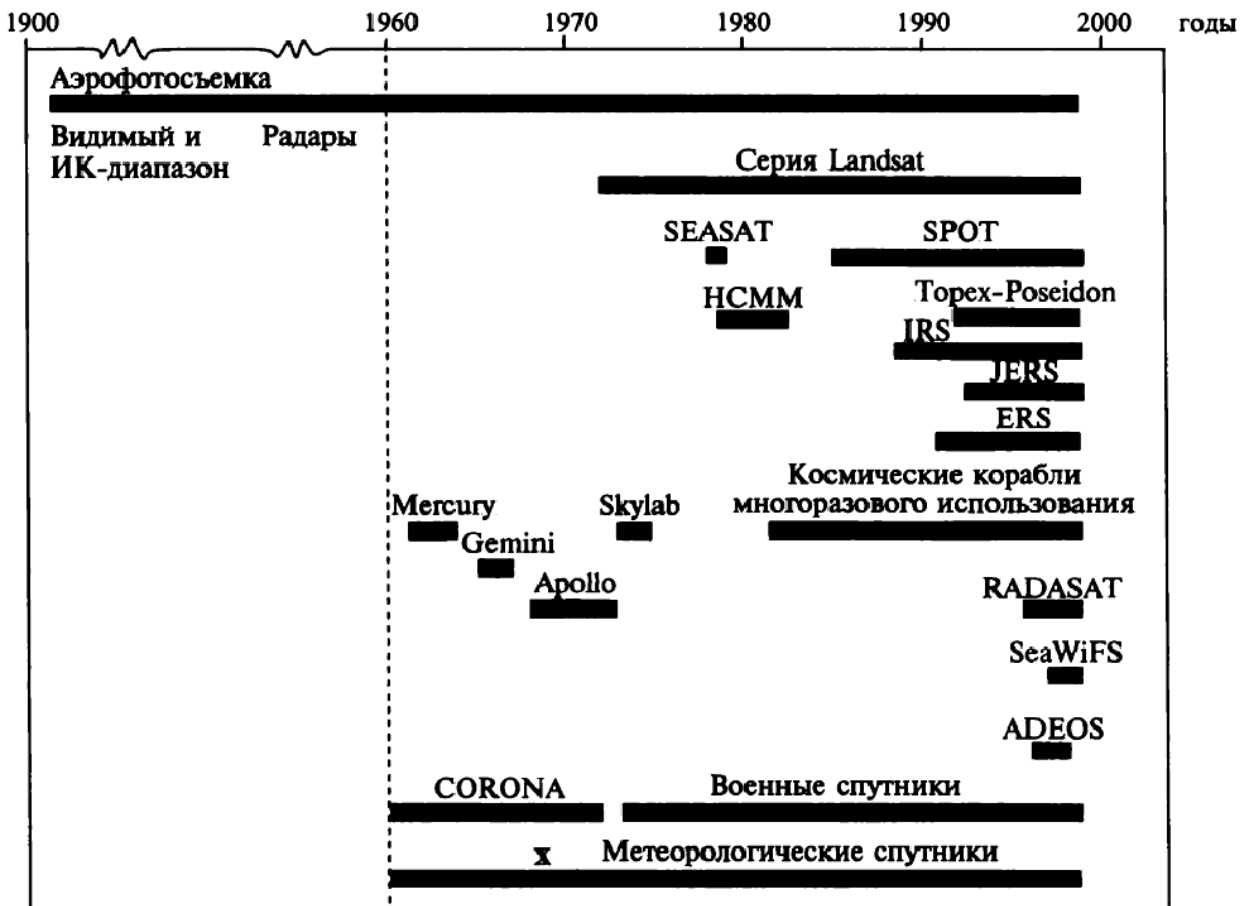 1900 1960 1970 1980 1990 2000 годы
Аэрофотосъемка
Видимый и Радары
ИК-диапазон
Серия Landsat
SEASAT SPOT
HCMM Topex-Poseidon
IRS
JERS
ERS
Космические корабли
многоразового использования
Mercury Skylab
Gemini
Apollo
RADASAT
SeaWiFS
ADEOS
CORONA Военные спутники
x Метеорологические спутники